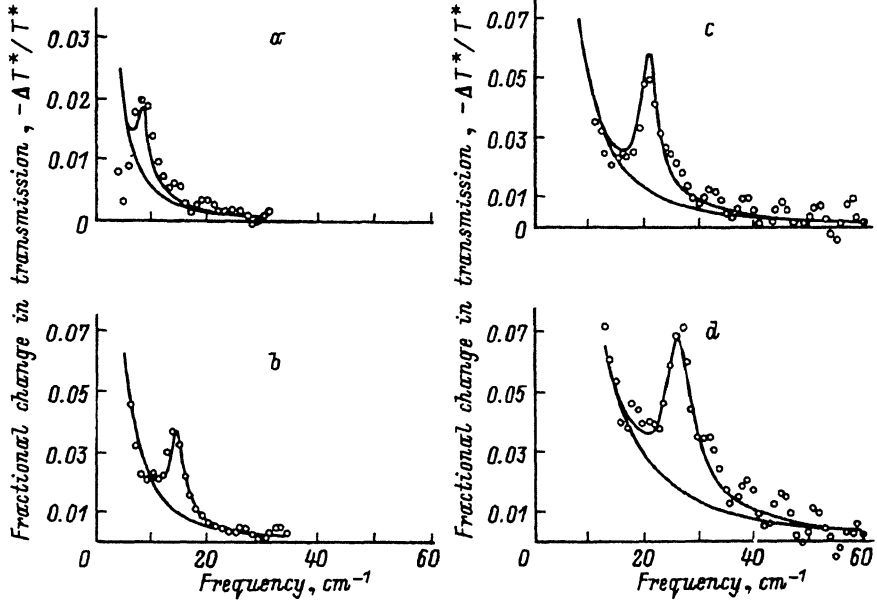 Fractional change in transmission, -ΔT*/T*
a
0.03
0.02
0.01
0
Fractional change in transmission, -ΔT*/T*
c
0.07
0.05
0.03
0.01
0
b
0.07
0.05
0.03
0.01
0 20 40 60
Frequency, cm⁻¹
d
0.07
0.05
0.03
0.01
0 20 40 60
Frequency, cm⁻¹